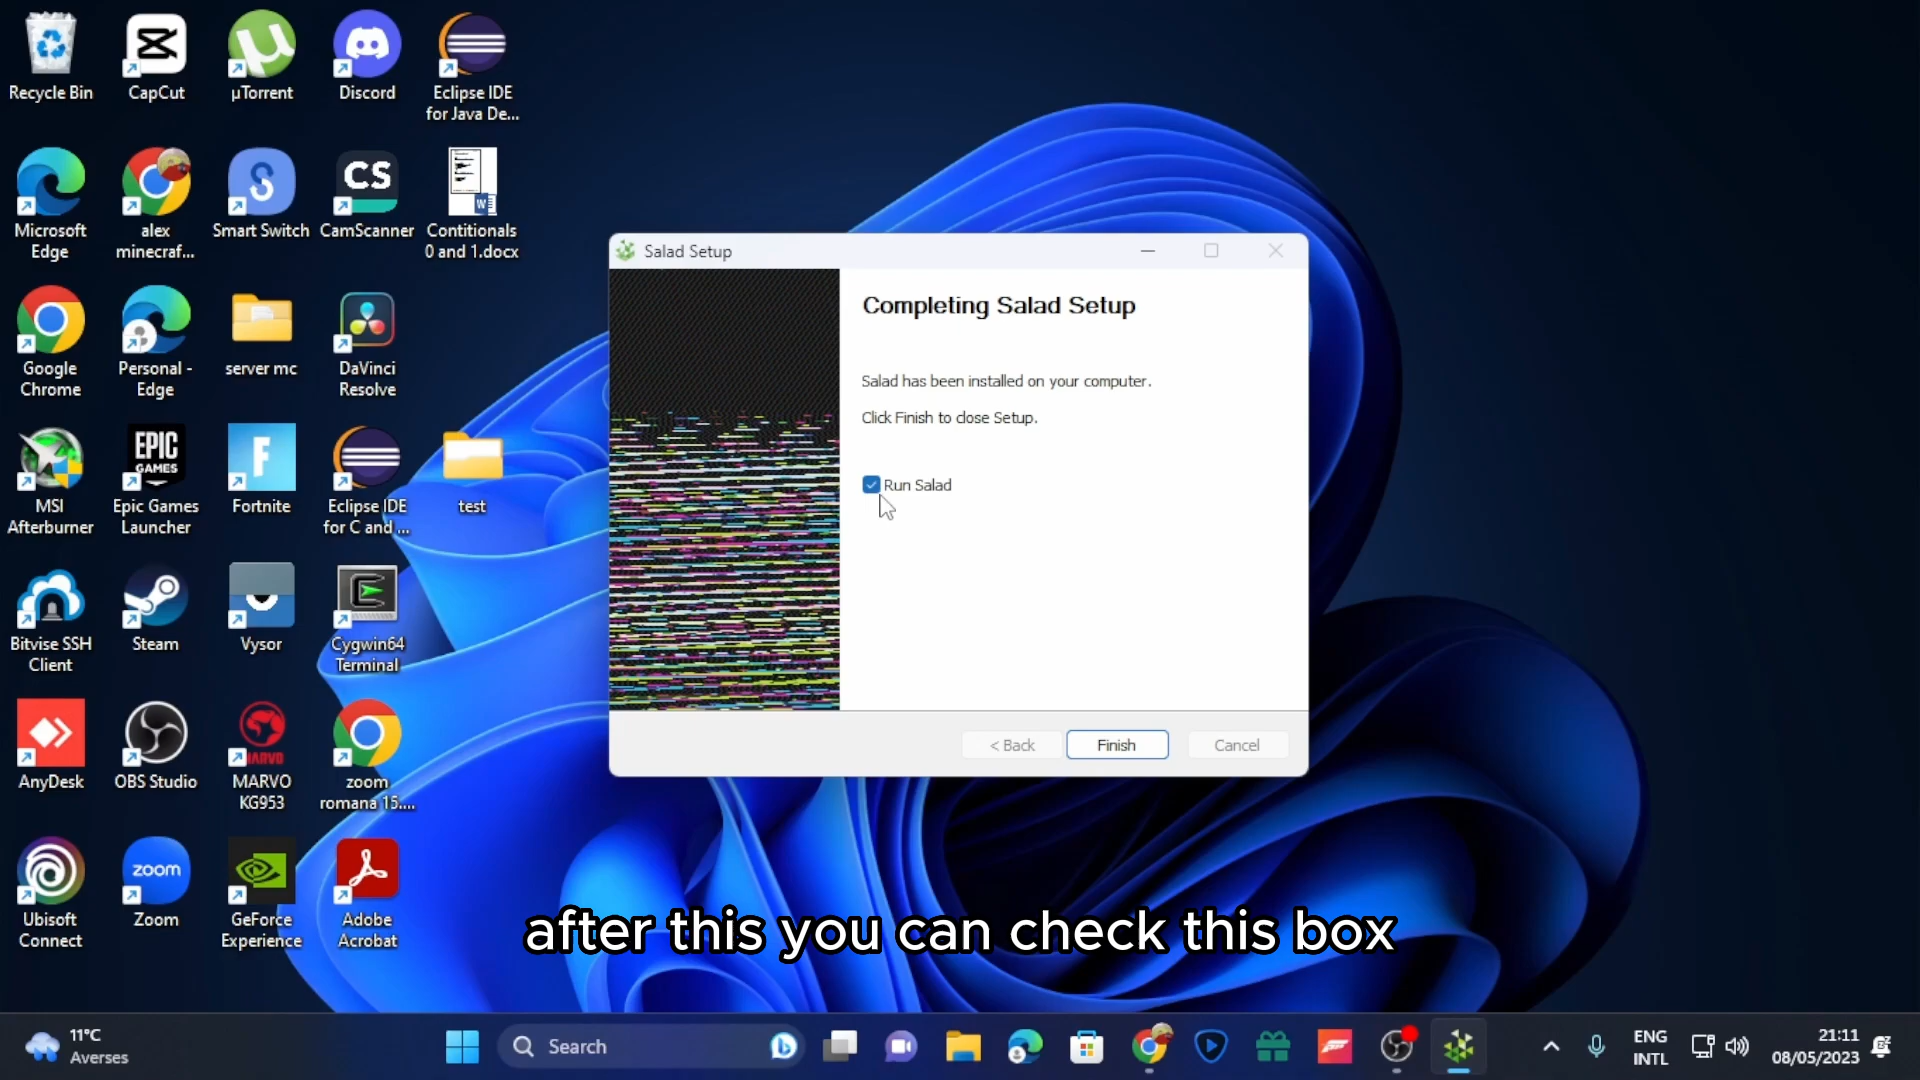 Recycle Bin
CapCut
µTorrent
Discord
Eclipse IDE
for Java De...
Microsoft
Edge
alex
minecraf...
Smart Switch
CS
CamScanner
W
Contitionals
0 and 1.docx
Google
Chrome
Personal -
Edge
server mc
DaVinci
Resolve
MSI
Afterburner
EPIC
GAMES
Epic Games
Launcher
Fortnite
Eclipse IDE
for C and ...
test
Bitvise SSH
Client
Steam
Vysor
Cygwin64
Terminal
AnyDesk
OBS Studio
MARVO
MARVO
KG953
zoom
romana 15....
Ubisoft
Connect
zoom
Zoom
GeForce
Experience
Adobe
Acrobat
Salad Setup
Completing Salad Setup
Salad has been installed on your computer.
Click Finish to close Setup.
Run Salad
< Back
Finish
Cancel
after this you can check this box
11°C
Averses
Search
ENG
INTL
21:11
08/05/2023